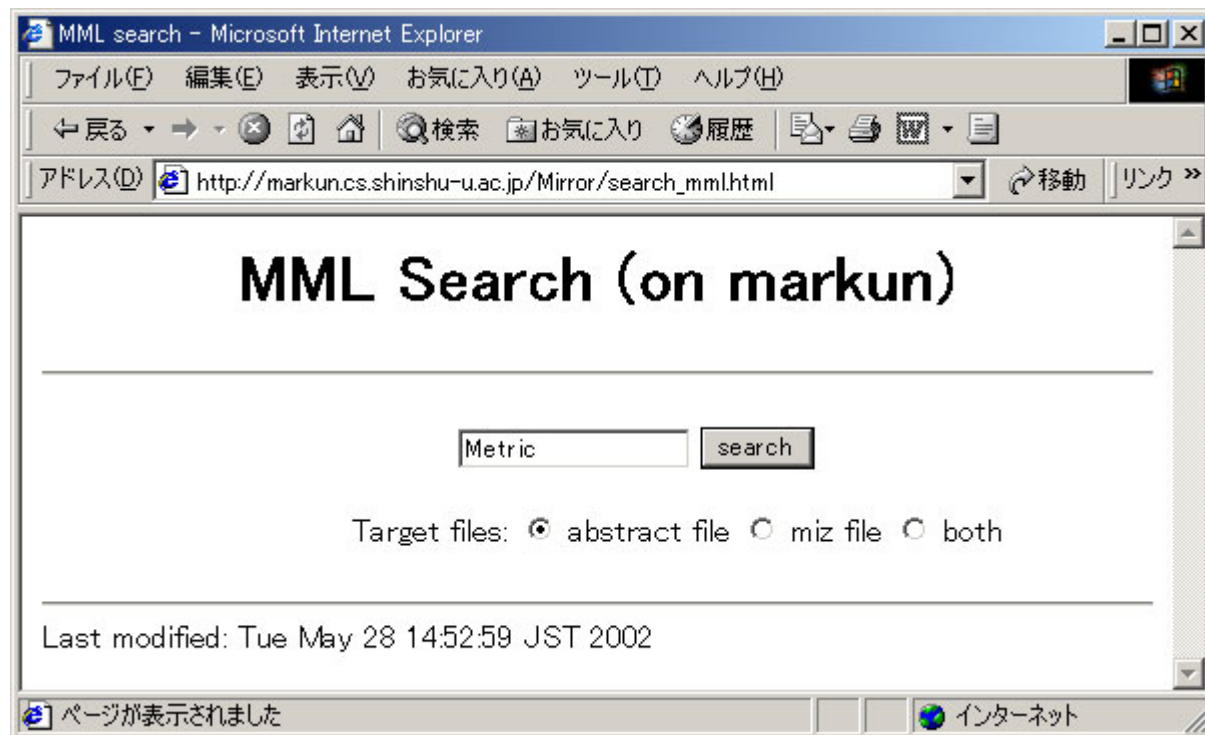 MML search - Microsoft Internet Explorer
ファイル(F) 編集(E) 表示(V) お気に入り(A) ツール(T) ヘルプ(H)
戻る 検索 お気に入り 履歴
アドレス(D) http://markun.cs.shinshu-u.ac.jp/Mirror/search_mml.html 移動 リンク »
MML Search (on markun)
Metric search
Target files: abstract file miz file both
Last modified: Tue May 28 14:52:59 JST 2002
ページが表示されました インターネット